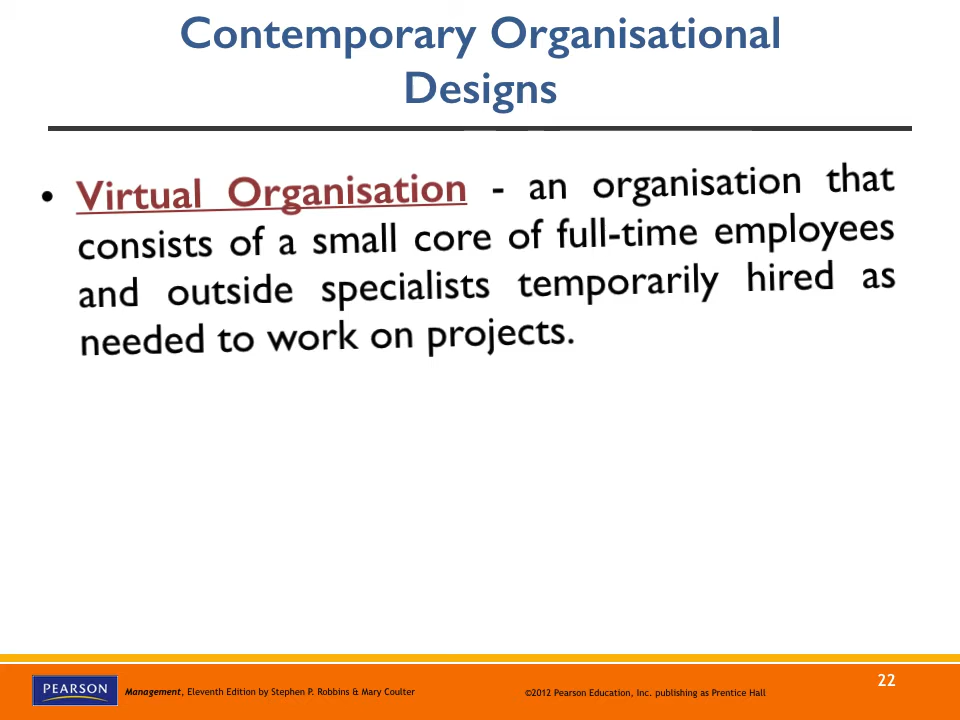 Contemporary Organisational
Designs
• Virtual Organisation - an organisation that
consists of a small core of full-time employees
and outside specialists temporarily hired as
needed to work on projects.
PEARSON
Management, Eleventh Edition by Stephen P. Robbins & Mary Coulter
©2012 Pearson Education, Inc. publishing as Prentice Hall
22